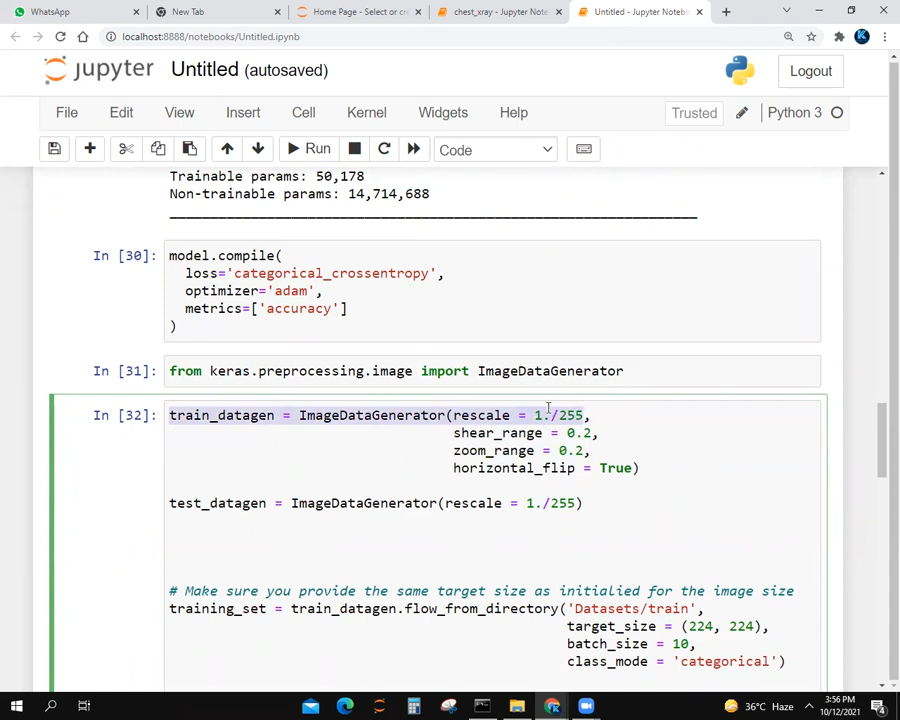 WhatsApp
New Tab
Home Page - Select or cr
chest_xray - Jupyter Note
Untitled - Jupyter Notebo
localhost:8888/notebooks/Untitled.ipynb
jupyter Untitled (autosaved)
Logout
File Edit View Insert Cell Kernel Widgets Help
Trusted
Python 3
Run
Code
Trainable params: 50,178
Non-trainable params: 14,714,688
In [30]:
model.compile(
loss='categorical_crossentropy',
optimizer='adam',
metrics=['accuracy']
)
In [31]:
from keras.preprocessing.image import ImageDataGenerator
In [32]:
train_datagen = ImageDataGenerator(rescale = 1./255,
shear_range = 0.2,
zoom_range = 0.2,
horizontal_flip = True)
test_datagen = ImageDataGenerator(rescale = 1./255)
# Make sure you provide the same target size as initialied for the image size
training_set = train_datagen.flow_from_directory('Datasets/train',
target_size = (224, 224),
batch_size = 10,
class_mode = 'categorical')
36°C Haze
3:56 PM
10/12/2021
4